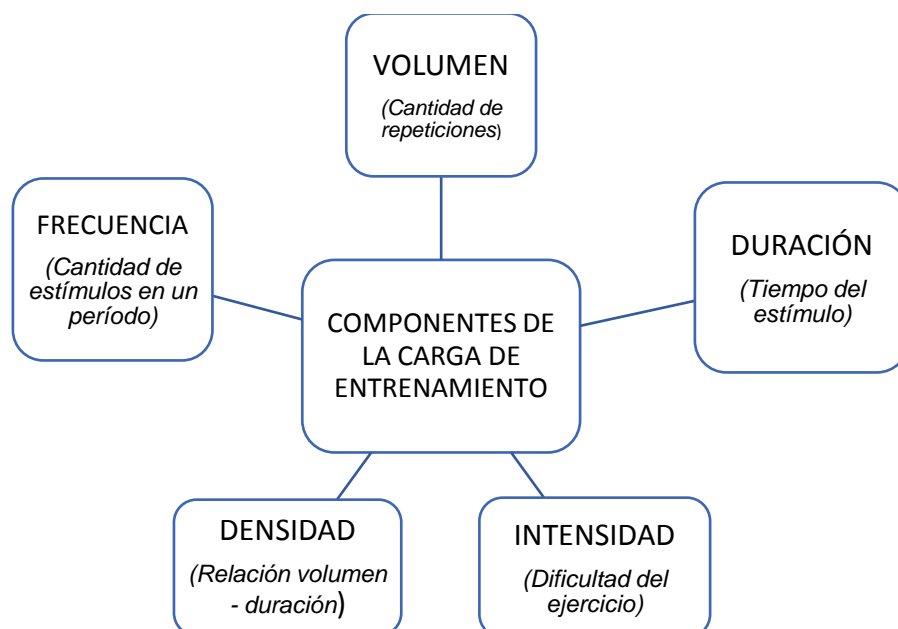 VOLUMEN
(Cantidad de
repeticiones)
FRECUENCIA
(Cantidad de
estímulos en un
período)
DURACIÓN
(Tiempo del
estímulo)
COMPONENTES DE
LA CARGA DE
ENTRENAMIENTO
DENSIDAD
(Relación volumen
- duración)
INTENSIDAD
(Dificultad del
ejercicio)